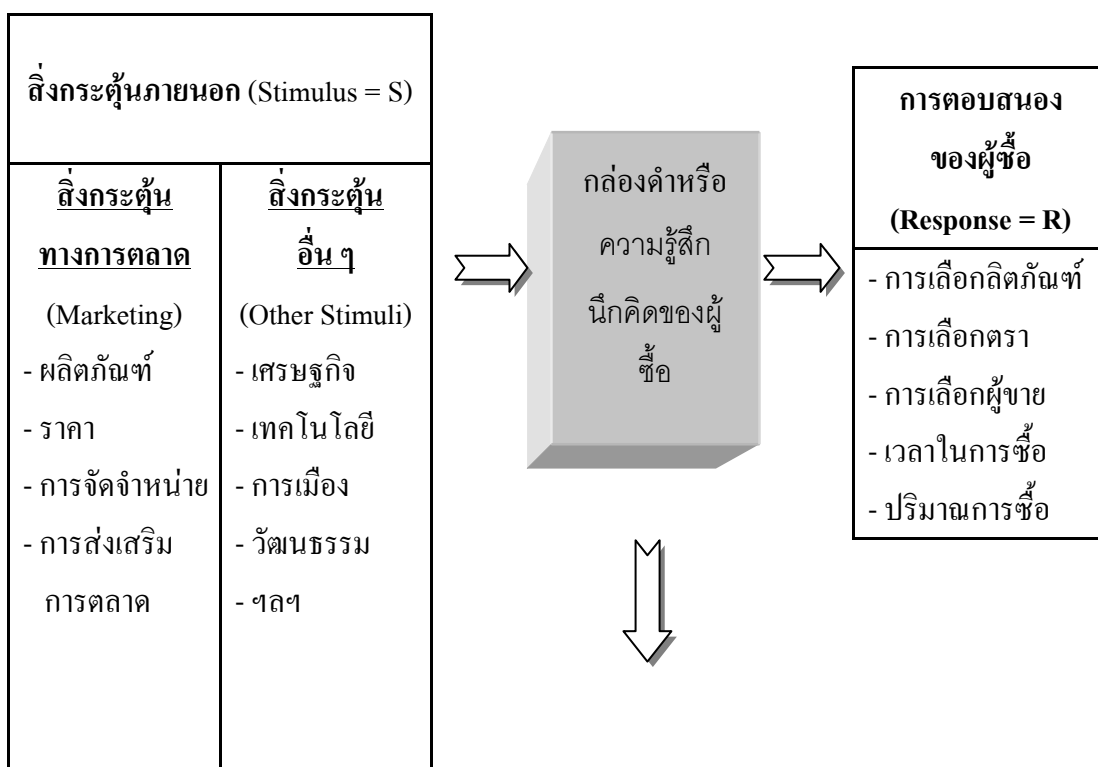 สิ่งกระตุ้นภายนอก (Stimulus = S)
สิ่งกระตุ้น
ทางการตลาด
(Marketing)
- ผลิตภัณฑ์
- ราคา
- การจัดจำหน่าย
- การส่งเสริม
การตลาด
สิ่งกระตุ้น
อื่น ๆ
(Other Stimuli)
- เศรษฐกิจ
- เทคโนโลยี
- การเมือง
- วัฒนธรรม
- ฯลฯ
กล่องดำหรือ
ความรู้สึก
นึกคิดของผู้
ซื้อ
การตอบสนอง
ของผู้ซื้อ
(Response = R)
- การเลือกลิตภัณฑ์
- การเลือกตรา
- การเลือกผู้ขาย
- เวลาในการซื้อ
- ปริมาณการซื้อ